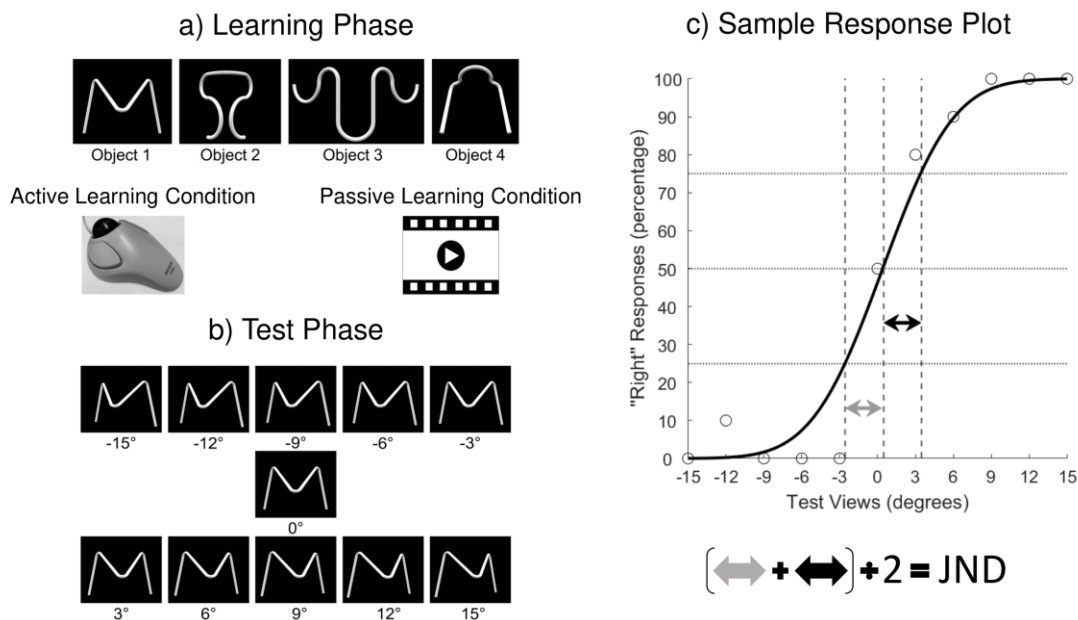 a) Learning Phase
Object 1 Object 2 Object 3 Object 4
Active Learning Condition Passive Learning Condition
b) Test Phase
-15° -12° -9° -6° -3°
0°
3° 6° 9° 12° 15°
c) Sample Response Plot
"Right" Responses (percentage)
100
90
80
70
60
50
40
30
20
10
0
-15 -12 -9 -6 -3 0 3 6 9 12 15
Test Views (degrees)
( + ) ÷ 2 = JND